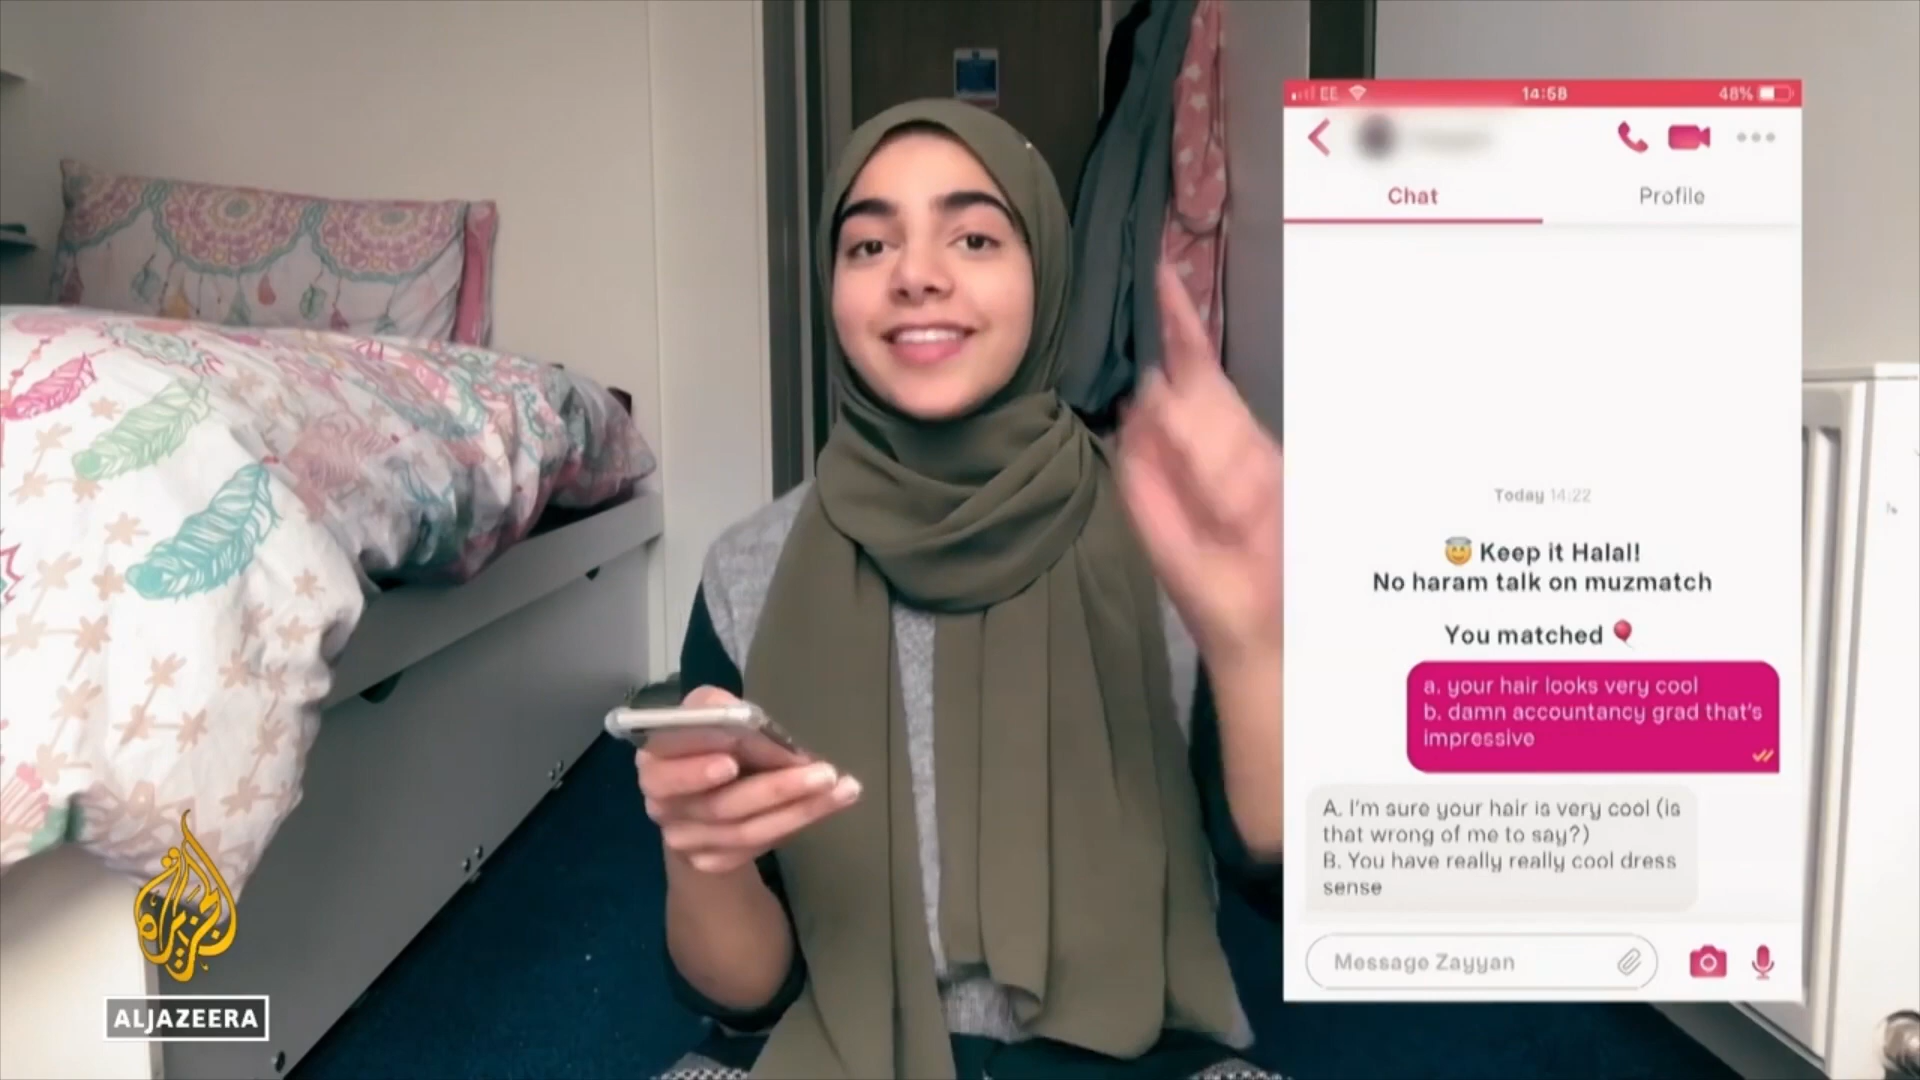 EE
14:58
48%
Chat
Profile
Today 14:22
Keep it Halal!
No haram talk on muzmatch
You matched
a. your hair looks very cool
b. damn accountancy grad that's
impressive
A. I'm sure your hair is very cool (is
that wrong of me to say?)
B. You have really really cool dress
sense
Message Zayyan
الجزيرة
ALJAZEERA